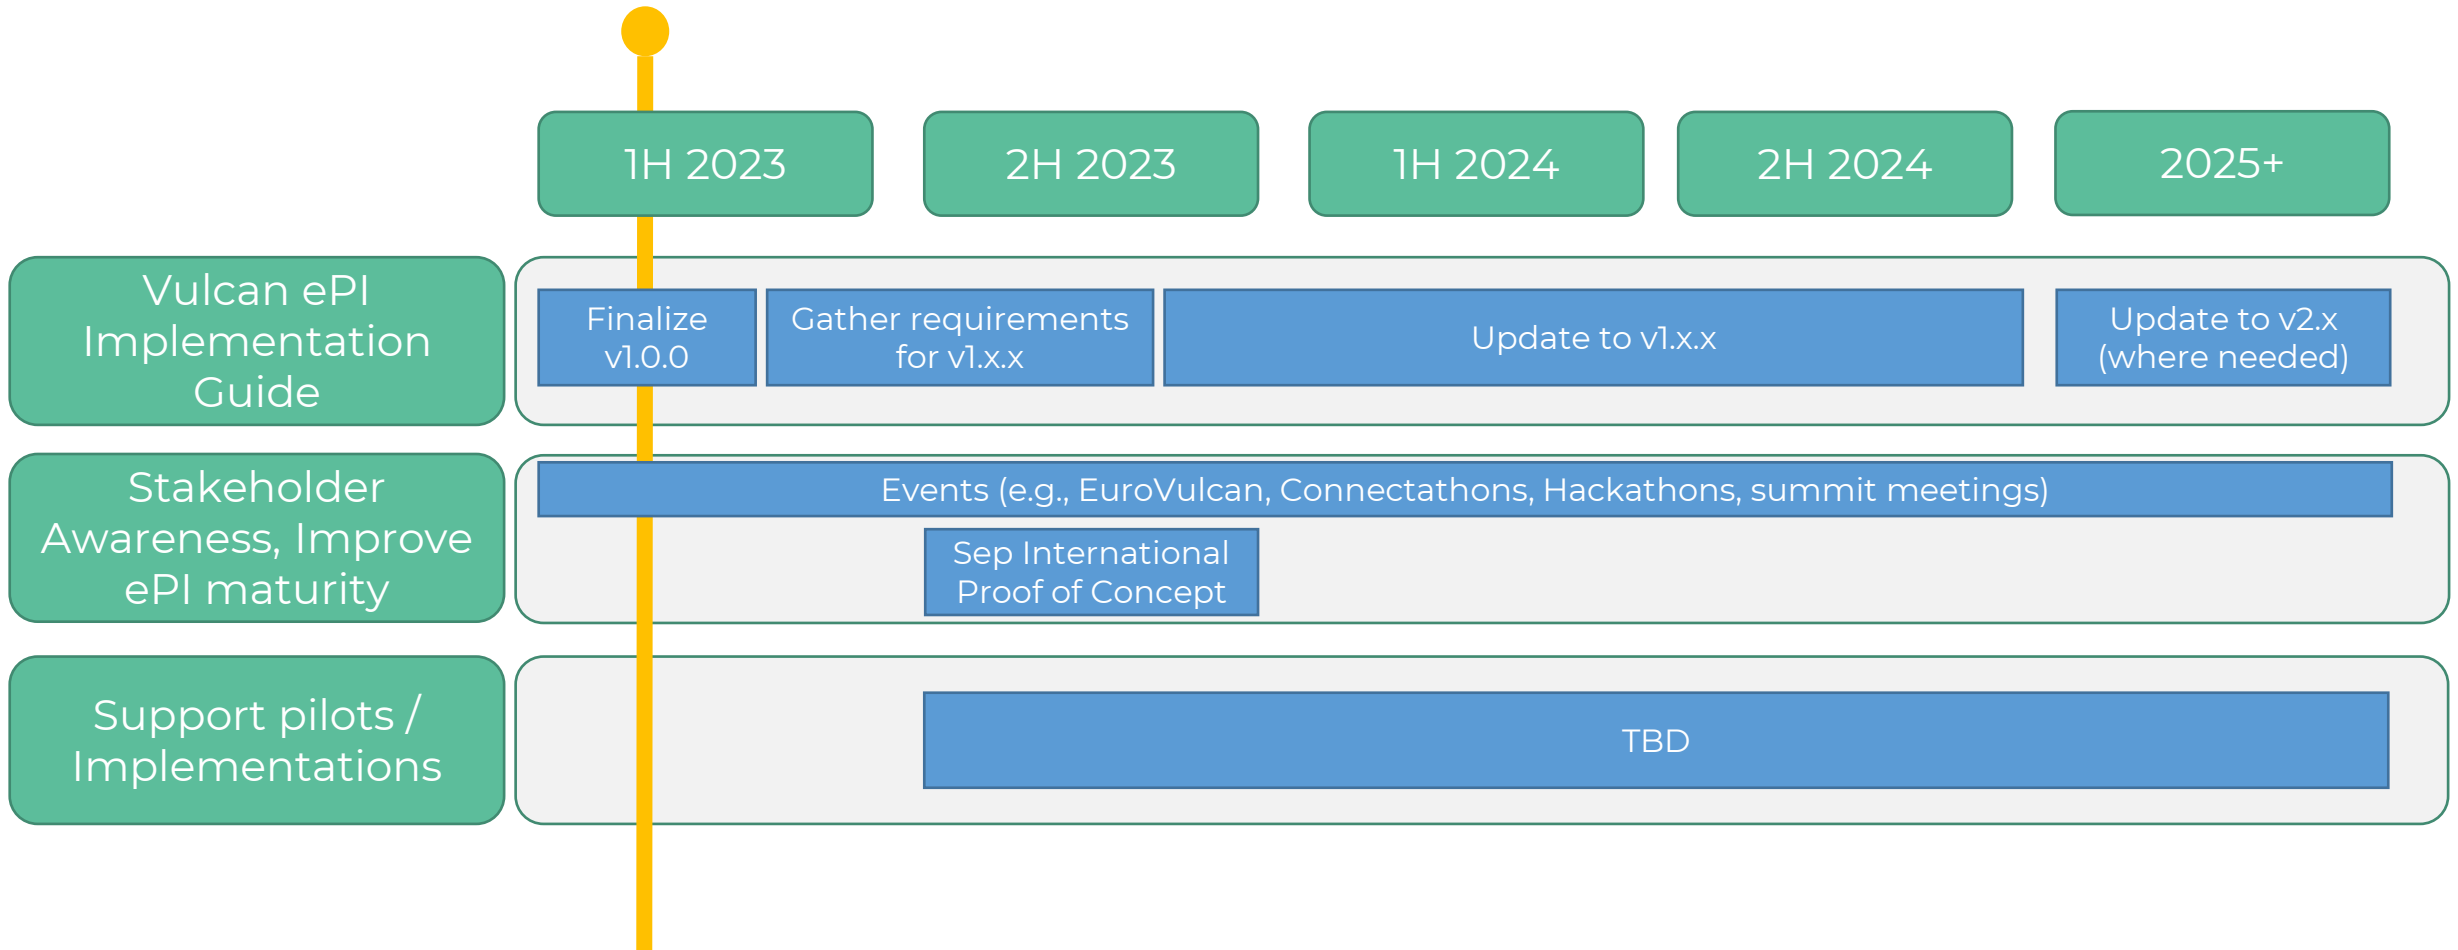 1H 2023
2H 2023
1H 2024
2H 2024
2025+
Vulcan ePI
Implementation
Guide
Finalize
v1.0.0
Gather requirements
for v1.x.x
Update to v1.x.x
Update to v2.x
(where needed)
Stakeholder
Awareness, Improve
ePI maturity
Events (e.g., EuroVulcan, Connectathons, Hackathons, summit meetings)
Sep International
Proof of Concept
Support pilots /
Implementations
TBD